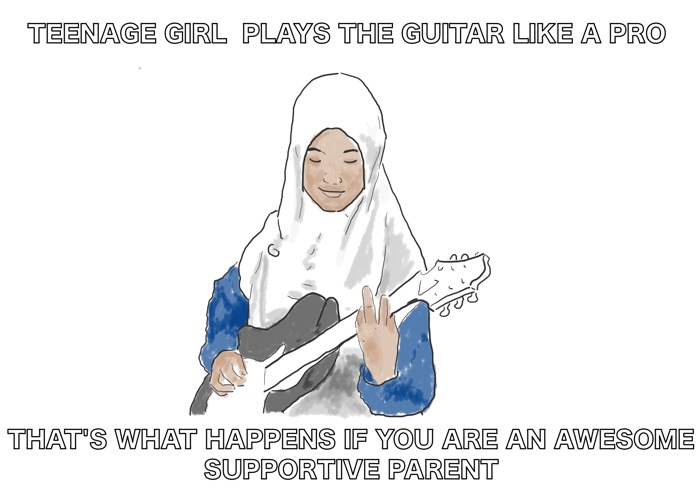 TEENAGE GIRL  PLAYS THE GUITAR LIKE A PRO
THAT'S WHAT HAPPENS IF YOU ARE AN AWESOME
SUPPORTIVE PARENT